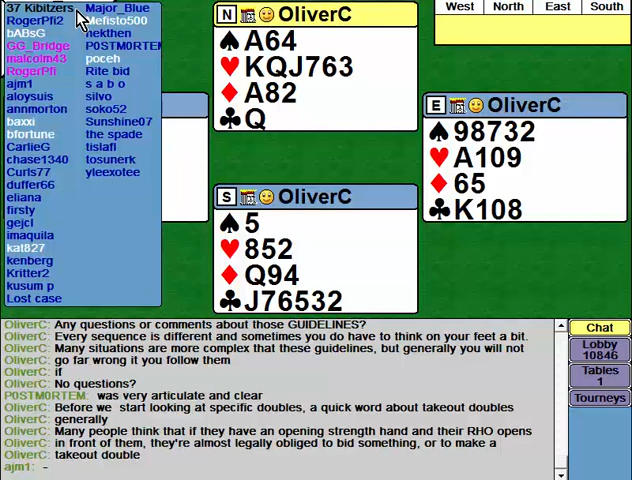 37 Kibitzers
RogerPfi2
bABsG
GG_Bridge
malcolm43
RogerPfi
ajm1
aloysuis
annmorton
baxxi
bfortune
CarlieG
chase1340
Curls77
duffer66
eliana
firsty
gejcl
imaquila
kat827
kenberg
Kritter2
kusum p
Lost case
Major_Blue
Mefisto500
nekthen
P0STM0RTEM
poceh
Rite bid
s a b o
silvo
soko52
Sunshine07
the spade
tislafi
tosunerk
yleexotee
N OliverC
♠A64
♥KQJ763
♦A82
♣Q
West North East South
E OliverC
♠98732
♥A109
♦65
♣K108
S OliverC
♠5
♥852
♦Q94
♣J76532
OliverC: Any questions or comments about those GUIDELINES?
OliverC: Every sequence is different and sometimes you do have to think on your feet a bit.
OliverC: Many situations are more complex that these guidelines, but generally you will not
go far wrong it you follow them
OliverC: if
OliverC: No questions?
P0STM0RTEM: was very articulate and clear
OliverC: Before we start looking at specific doubles, a quick word about takeout doubles
OliverC: generally
OliverC: Many people think that if they have an opening strength hand and their RHO opens
OliverC: in front of them, they're almost legally obliged to bid something, or to make a
OliverC: takeout double
ajm1: -
Chat
Lobby
10846
Tables
1
Tourneys